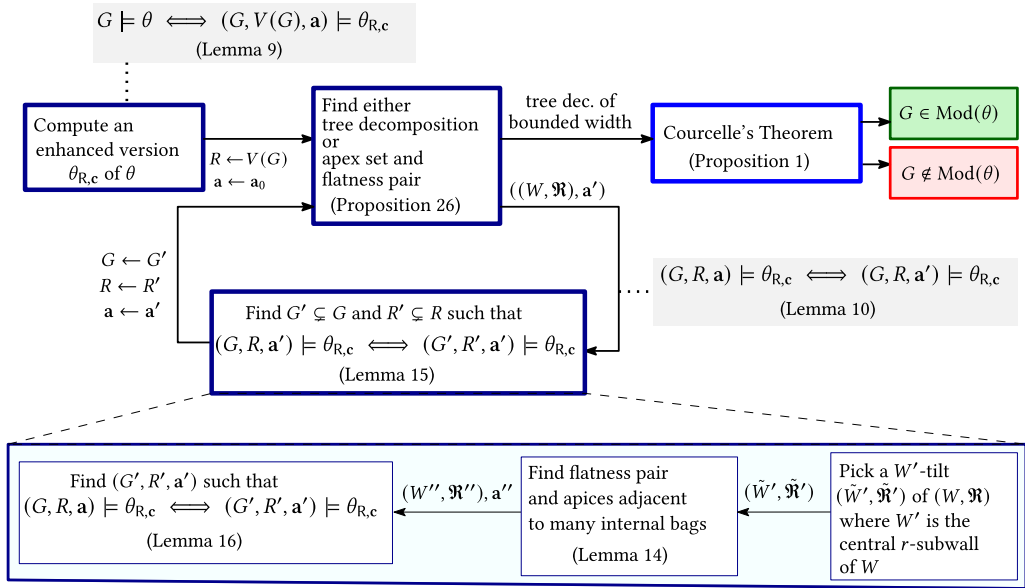 G ⊨ θ ⟺ (G, V(G), a) ⊨ θ_{R,c}
(Lemma 9)
Compute an
enhanced version
θ_{R,c} of θ
R ← V(G)
a ← a₀
Find either
tree decomposition
or
apex set and
flatness pair
(Proposition 26)
tree dec. of
bounded width
((W, ℜ), a′)
Courcelle's Theorem
(Proposition 1)
G ∈ Mod(θ)
G ∉ Mod(θ)
G ← G′
R ← R′
a ← a′
(G, R, a) ⊨ θ_{R,c} ⟺ (G, R, a′) ⊨ θ_{R,c}
(Lemma 10)
Find G′ ⊊ G and R′ ⊊ R such that
(G, R, a′) ⊨ θ_{R,c} ⟺ (G′, R′, a′) ⊨ θ_{R,c}
(Lemma 15)
Find (G′, R′, a′) such that
(G, R, a) ⊨ θ_{R,c} ⟺ (G′, R′, a′) ⊨ θ_{R,c}
(Lemma 16)
(W′′, ℜ′′), a′′
Find flatness pair
and apices adjacent
to many internal bags
(Lemma 14)
(W̃′, ℜ̃′)
Pick a W′-tilt
(W̃′, ℜ̃′) of (W, ℜ)
where W′ is the
central r-subwall
of W